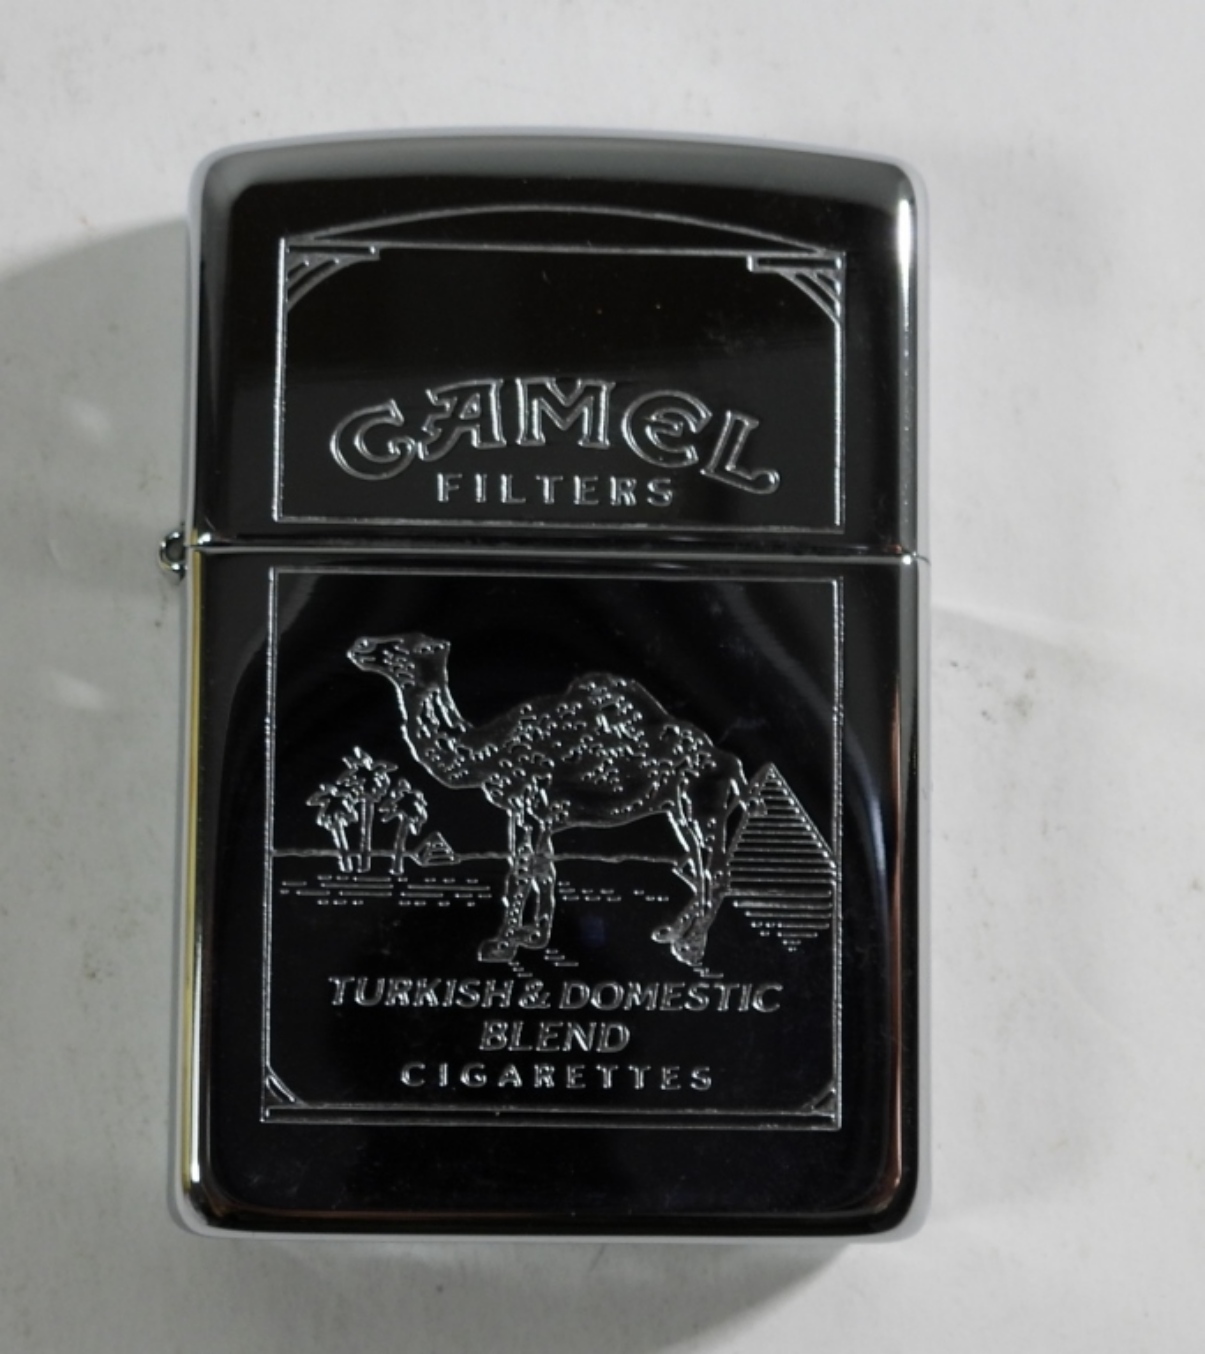 CAMEL
FILTERS
TURKISH & DOMESTIC
BLEND
CIGARETTES